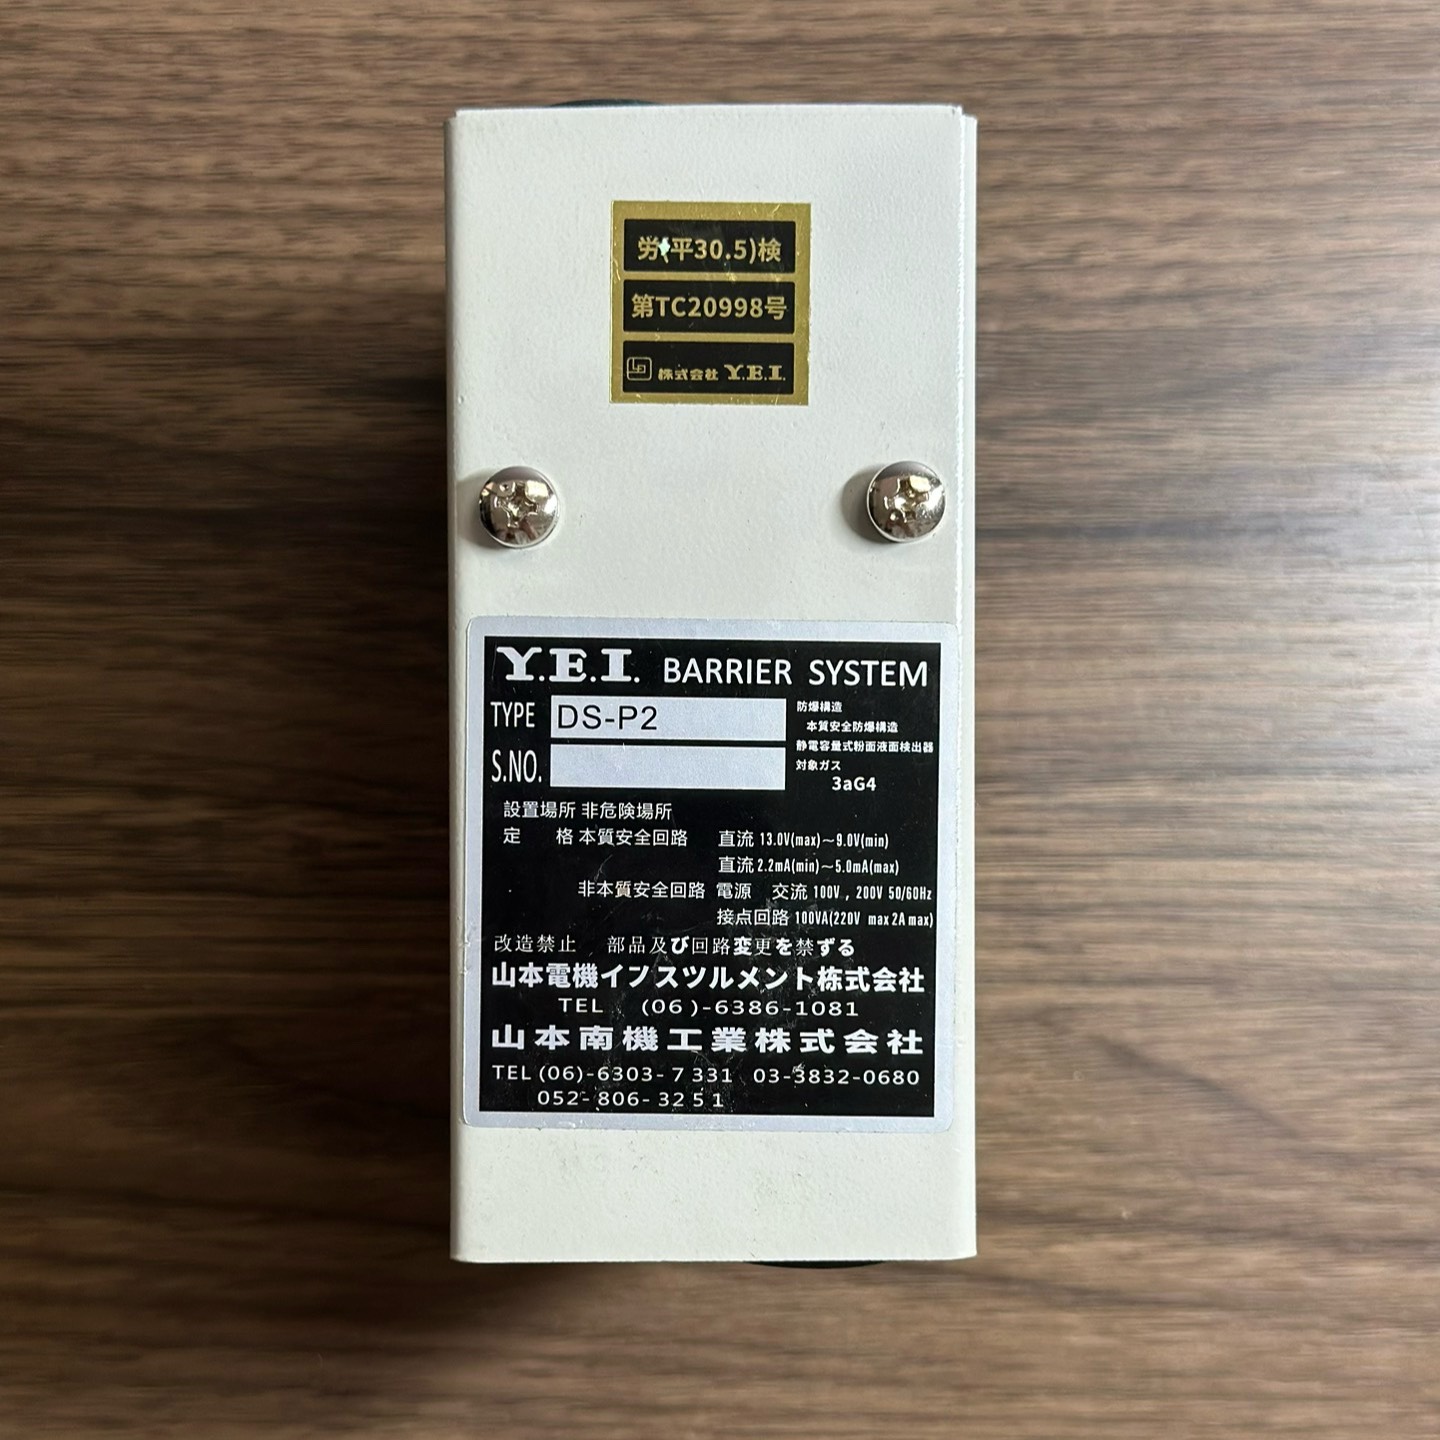 労(平30.5)検
第TC20998号
株式会社 Y.E.I.
Y.E.I. BARRIER SYSTEM
TYPE DS-P2
防爆構造
本質安全防爆構造
静電容量式粉面液面検出器
対象ガス
3aG4
S.NO.
設置場所 非危険場所
定 格 本質安全回路 直流 13.0V(max)~9.0V(min)
直流 2.2mA(min)~5.0mA(max)
非本質安全回路 電源 交流 100V , 200V 50/60Hz
接点回路 100VA(220V max 2A max)
改造禁止 部品及び回路変更を禁ずる
山本電機インスツルメント株式会社
TEL (06)-6386-1081
山本南機工業株式会社
TEL (06)-6303-7331 03-3832-0680
052-806-3251